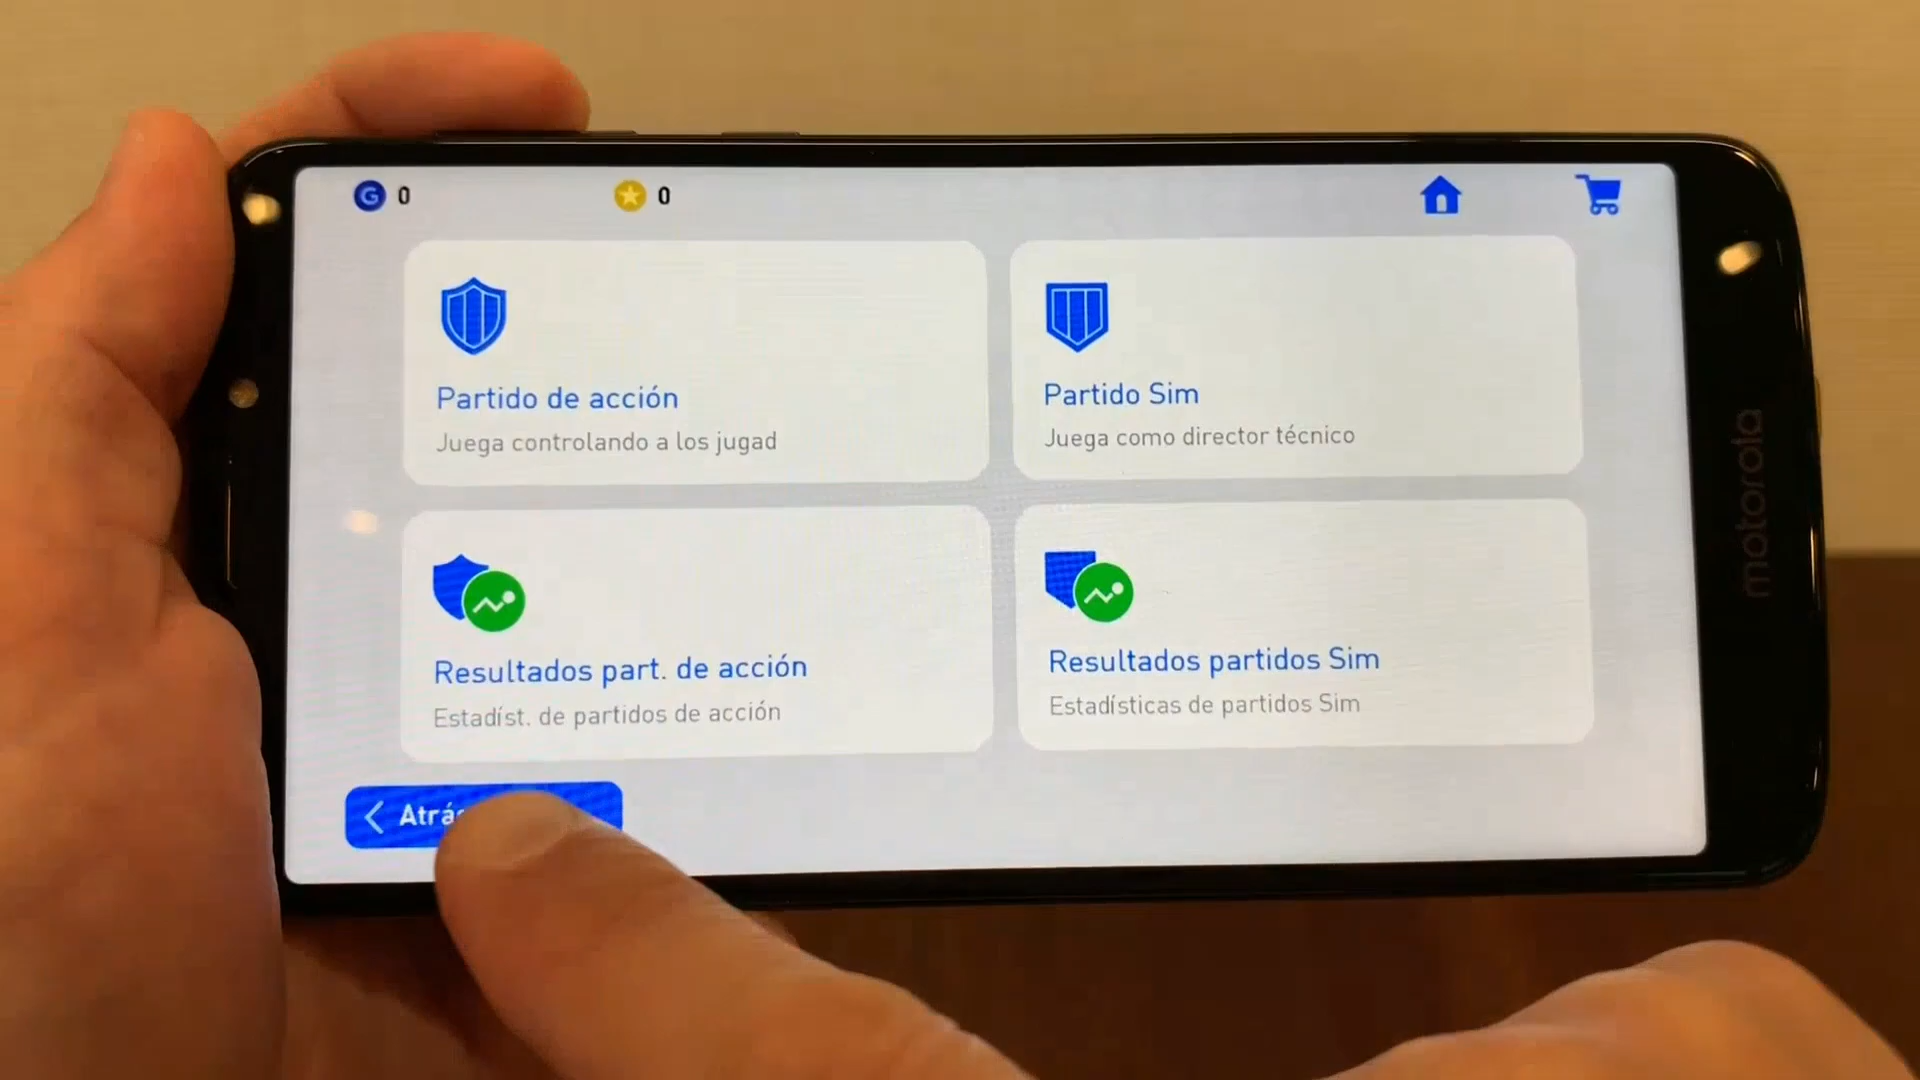 G 0
0
Partido de acción
Juega controlando a los jugad
Partido Sim
Juega como director técnico
Resultados part. de acción
Estadíst. de partidos de acción
Resultados partidos Sim
Estadísticas de partidos Sim
Atrás
motorola